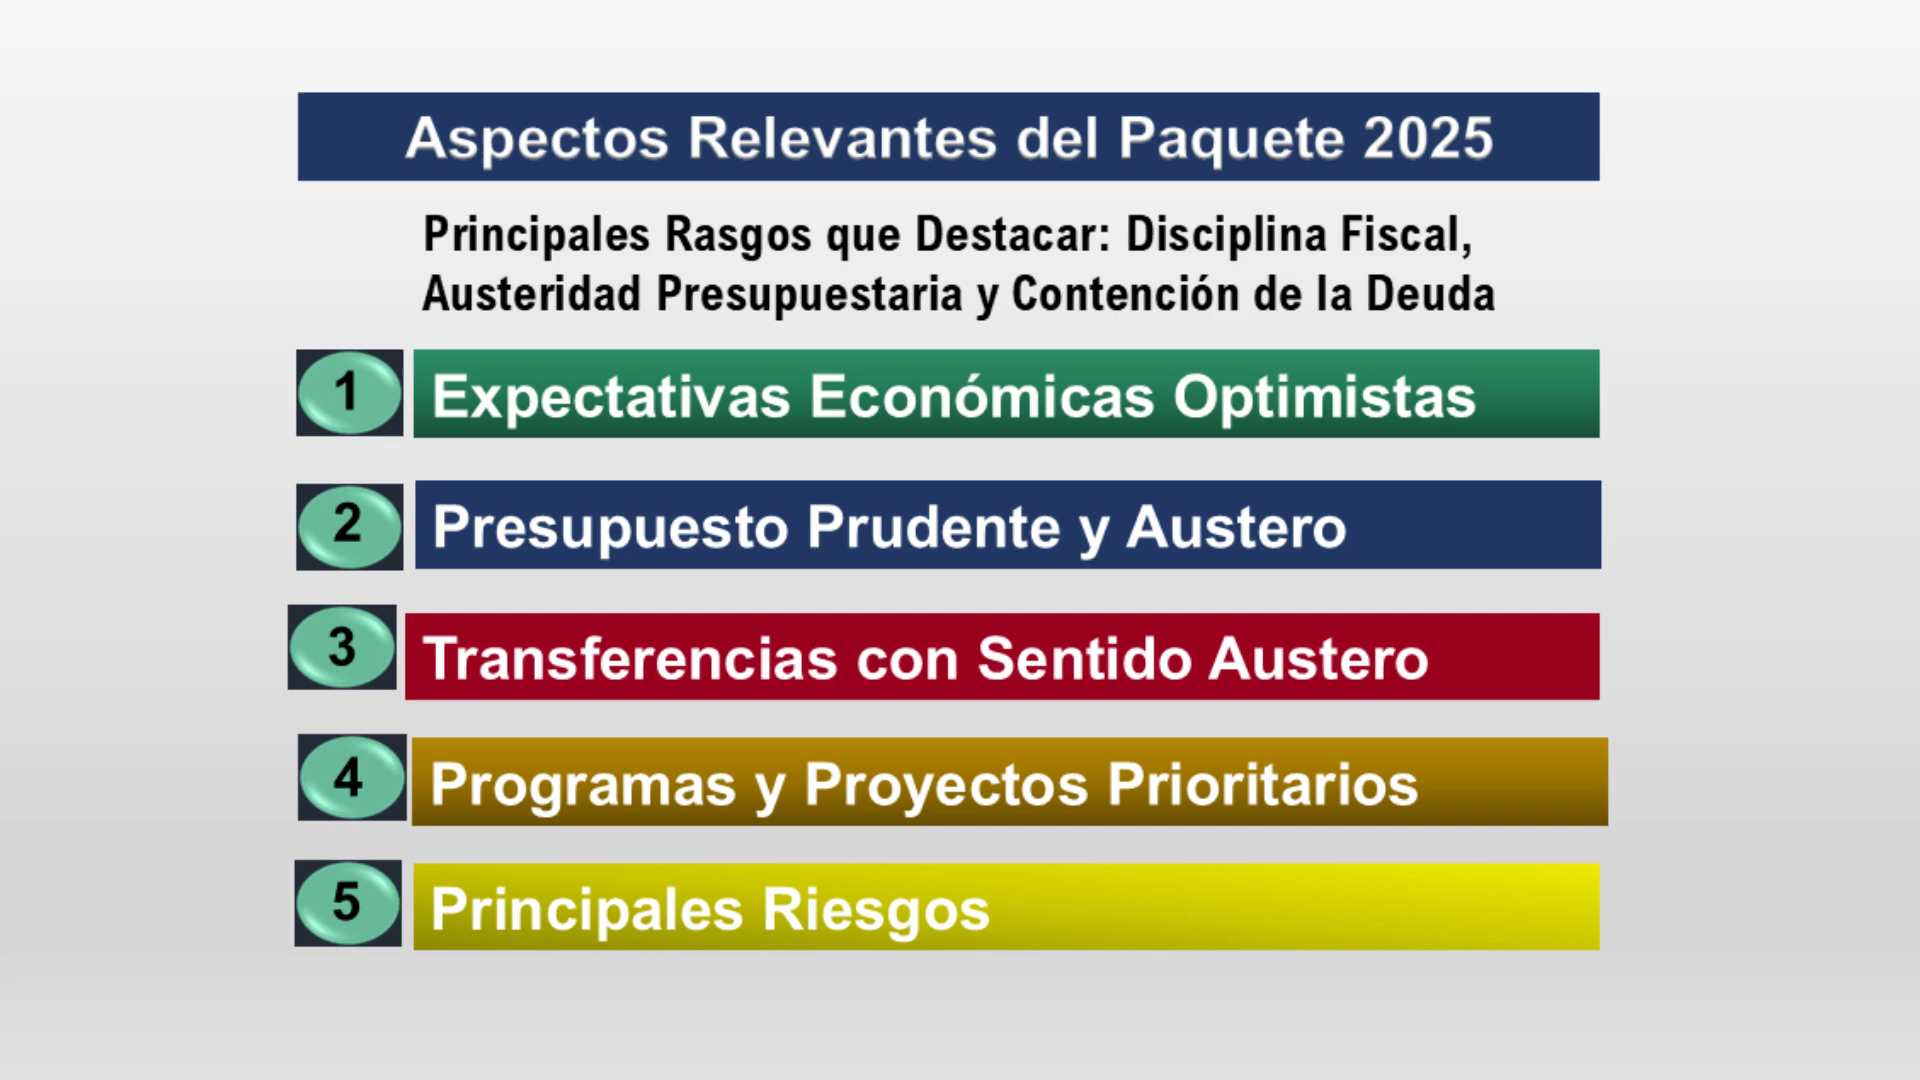 Aspectos Relevantes del Paquete 2025
Principales Rasgos que Destacar: Disciplina Fiscal,
Austeridad Presupuestaria y Contención de la Deuda
1 Expectativas Económicas Optimistas
2 Presupuesto Prudente y Austero
3 Transferencias con Sentido Austero
4 Programas y Proyectos Prioritarios
5 Principales Riesgos